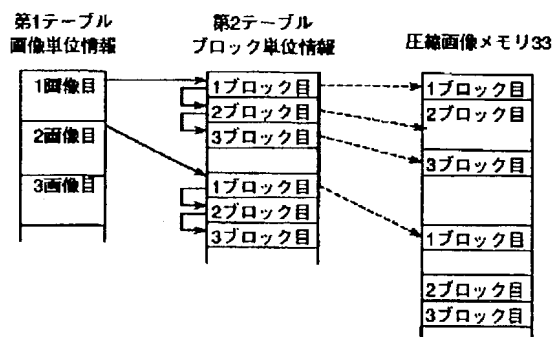 第1テーブル
画像単位情報
1画像目
2画像目
3画像目
第2テーブル
ブロック単位情報
1ブロック目
2ブロック目
3ブロック目
1ブロック目
2ブロック目
3ブロック目
圧縮画像メモリ33
1ブロック目
2ブロック目
3ブロック目
1ブロック目
2ブロック目
3ブロック目